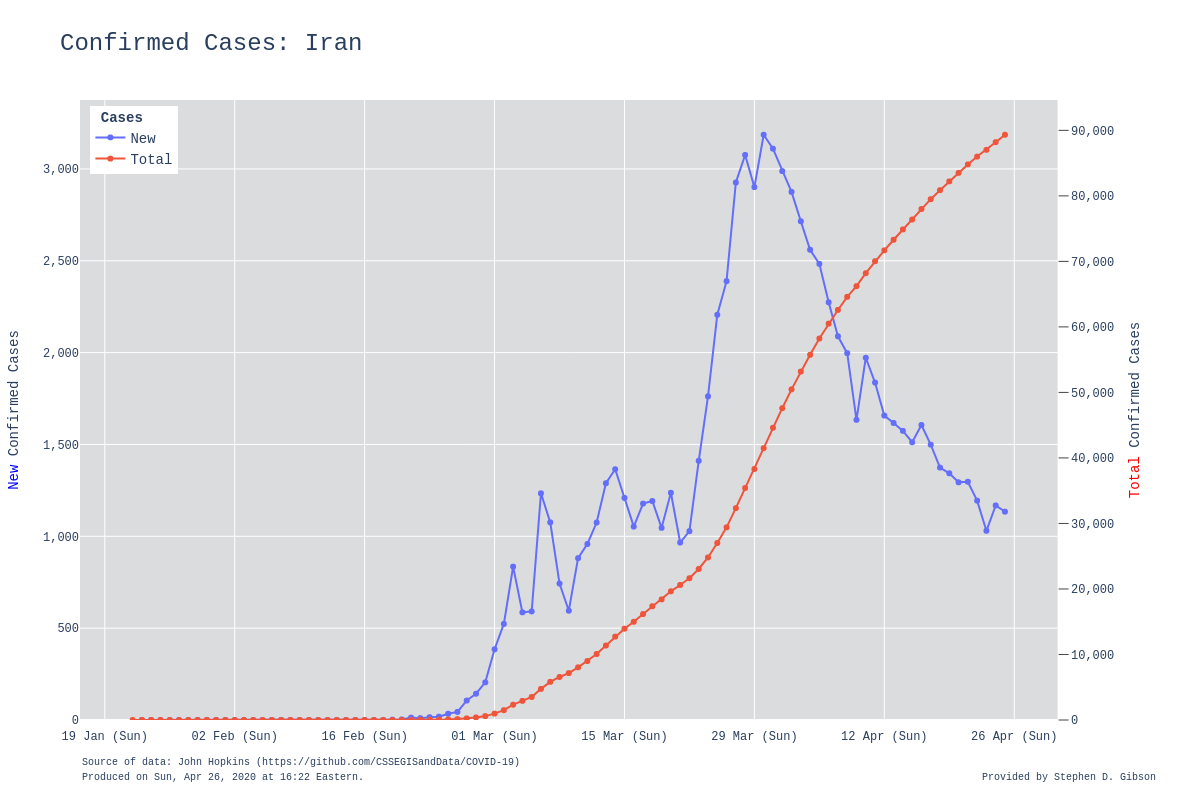 Confirmed Cases: Iran
Cases
New
Total
3,000
2,500
2,000
1,500
1,000
500
0
New Confirmed Cases
90,000
80,000
70,000
60,000
50,000
40,000
30,000
20,000
10,000
0
Total Confirmed Cases
19 Jan (Sun) 02 Feb (Sun) 16 Feb (Sun) 01 Mar (Sun) 15 Mar (Sun) 29 Mar (Sun) 12 Apr (Sun) 26 Apr (Sun)
Source of data: John Hopkins (https://github.com/CSSEGISandData/COVID-19)
Produced on Sun, Apr 26, 2020 at 16:22 Eastern.
Provided by Stephen D. Gibson